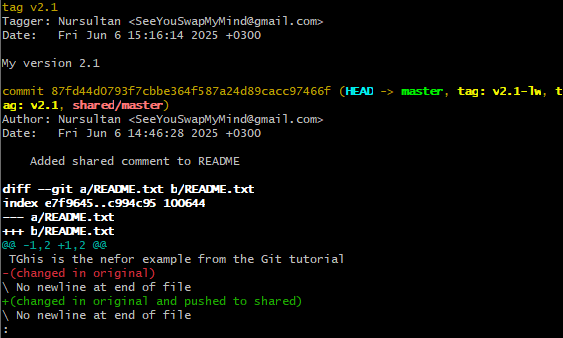 tag v2.1
Tagger: Nursultan <SeeYouSwapMyMind@gmail.com>
Date:   Fri Jun 6 15:16:14 2025 +0300

My version 2.1

commit 87fd44d0793f7cbbe364f587a24d89cacc97466f (HEAD -> master, tag: v2.1-lw, t
ag: v2.1, shared/master)
Author: Nursultan <SeeYouSwapMyMind@gmail.com>
Date:   Fri Jun 6 14:46:28 2025 +0300

    Added shared comment to README

diff --git a/README.txt b/README.txt
index e7f9645..c994c95 100644
--- a/README.txt
+++ b/README.txt
@@ -1,2 +1,2 @@
 TGhis is the nefor example from the Git tutorial
-(changed in original)
\ No newline at end of file
+(changed in original and pushed to shared)
\ No newline at end of file
: